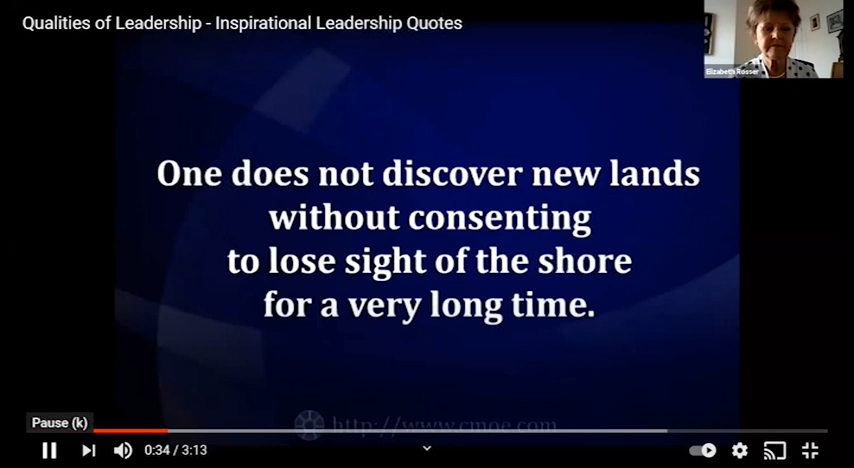 Qualities of Leadership - Inspirational Leadership Quotes
Elizabeth Rosser
One does not discover new lands
without consenting
to lose sight of the shore
for a very long time.
http://www.cmoe.com
Pause (k)
0:34 / 3:13